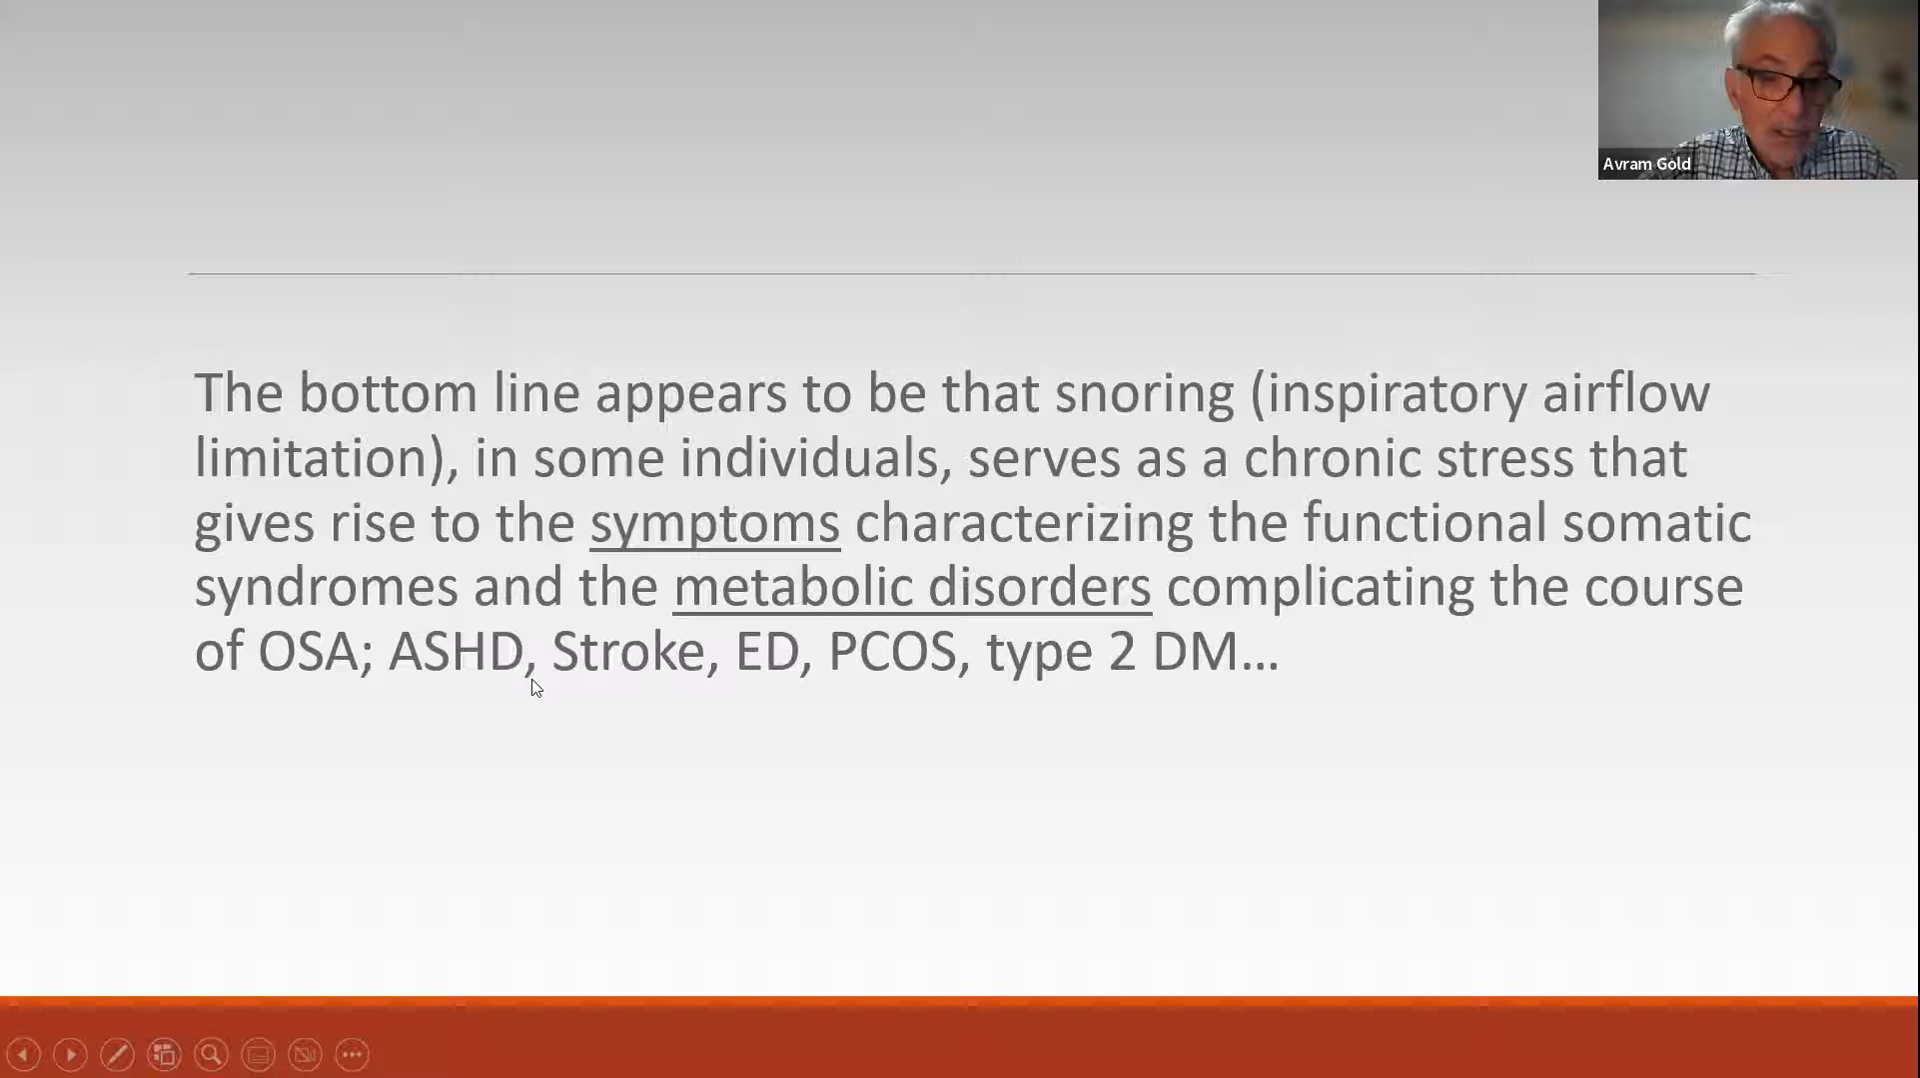 Avram Gold
The bottom line appears to be that snoring (inspiratory airflow
limitation), in some individuals, serves as a chronic stress that
gives rise to the symptoms characterizing the functional somatic
syndromes and the metabolic disorders complicating the course
of OSA; ASHD, Stroke, ED, PCOS, type 2 DM...